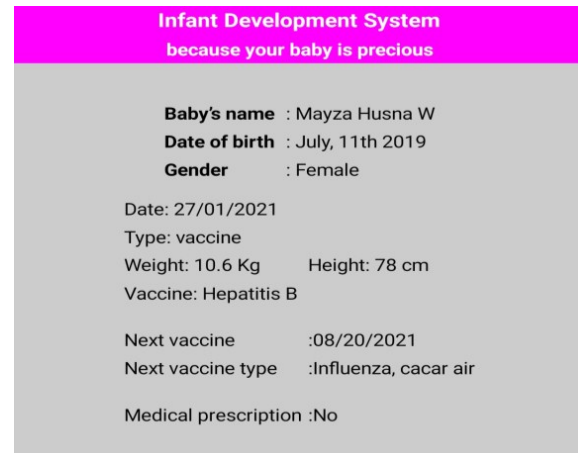 Infant Development System
because your baby is precious
Baby's name : Mayza Husna W
Date of birth : July, 11th 2019
Gender : Female
Date: 27/01/2021
Type: vaccine
Weight: 10.6 Kg Height: 78 cm
Vaccine: Hepatitis B
Next vaccine :08/20/2021
Next vaccine type :Influenza, cacar air
Medical prescription :No